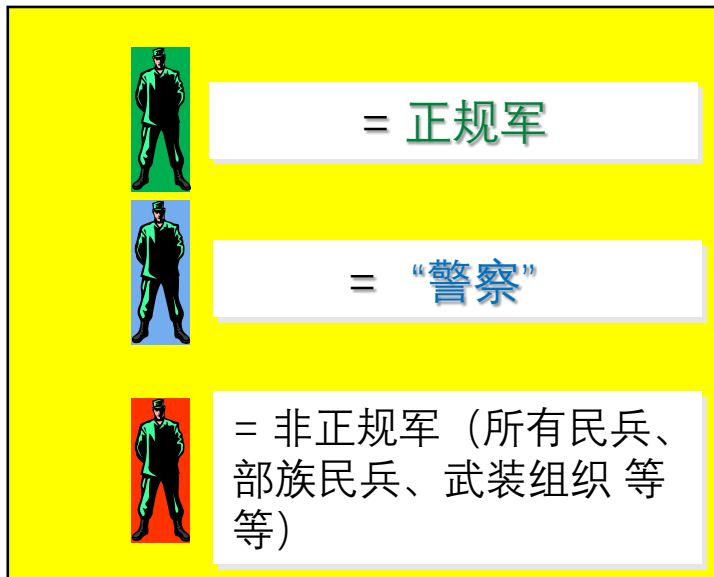 = 正规军
= “警察”
= 非正规军（所有民兵、
部族民兵、武装组织 等
等）